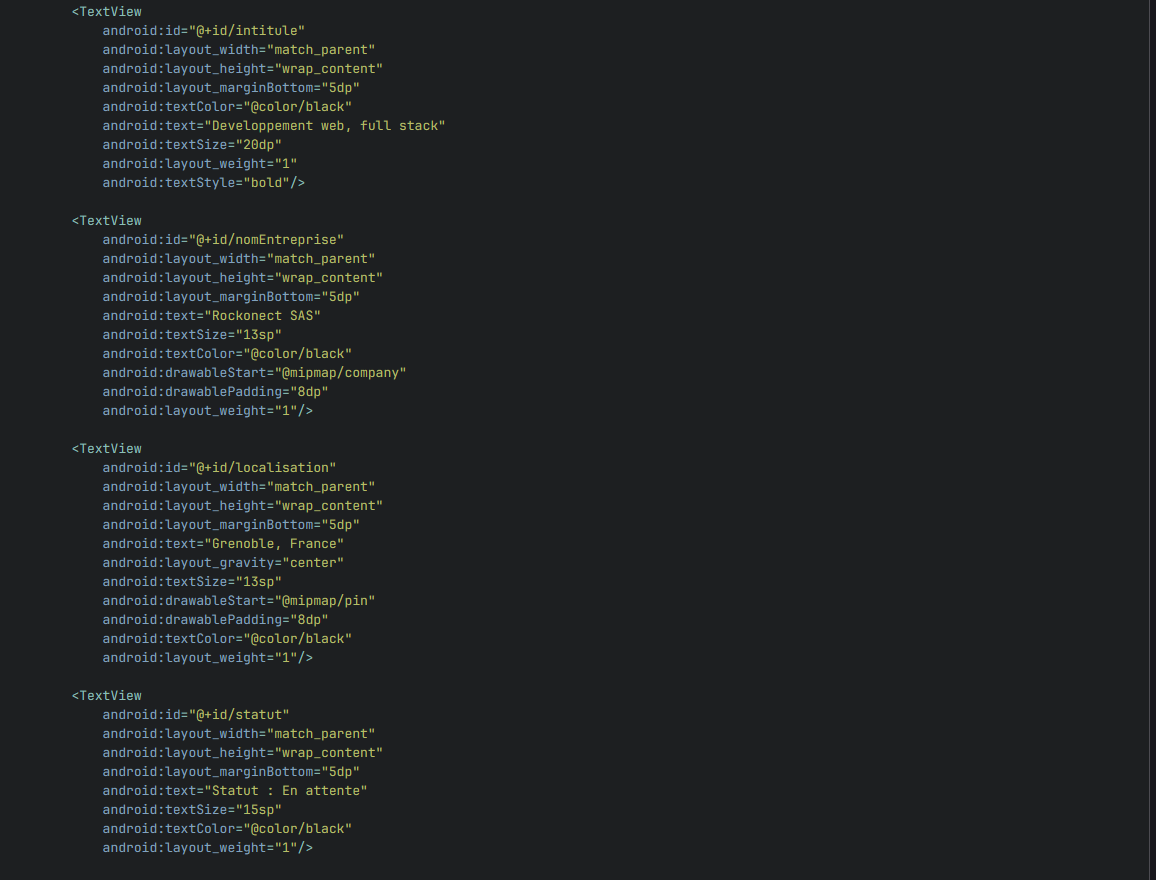 <TextView
android:id="@+id/intitule"
android:layout_width="match_parent"
android:layout_height="wrap_content"
android:layout_marginBottom="5dp"
android:textColor="@color/black"
android:text="Developpement web, full stack"
android:textSize="20dp"
android:layout_weight="1"
android:textStyle="bold"/>
<TextView
android:id="@+id/nomEntreprise"
android:layout_width="match_parent"
android:layout_height="wrap_content"
android:layout_marginBottom="5dp"
android:text="Rockonect SAS"
android:textSize="13sp"
android:textColor="@color/black"
android:drawableStart="@mipmap/company"
android:drawablePadding="8dp"
android:layout_weight="1"/>
<TextView
android:id="@+id/localisation"
android:layout_width="match_parent"
android:layout_height="wrap_content"
android:layout_marginBottom="5dp"
android:text="Grenoble, France"
android:layout_gravity="center"
android:textSize="13sp"
android:drawableStart="@mipmap/pin"
android:drawablePadding="8dp"
android:textColor="@color/black"
android:layout_weight="1"/>
<TextView
android:id="@+id/statut"
android:layout_width="match_parent"
android:layout_height="wrap_content"
android:layout_marginBottom="5dp"
android:text="Statut : En attente"
android:textSize="15sp"
android:textColor="@color/black"
android:layout_weight="1"/>